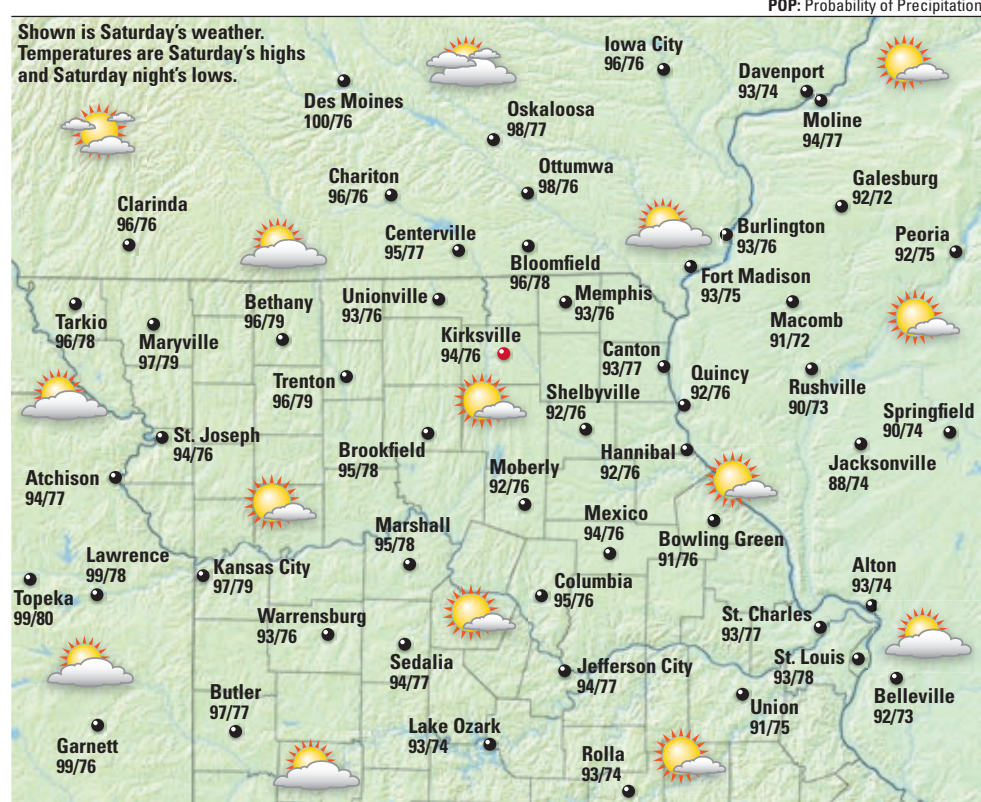 POP: Probability of Precipitation
Shown is Saturday's weather.
Temperatures are Saturday's highs
and Saturday night's lows.
Iowa City
96/76
Davenport
93/74
Moline
94/77
Des Moines
100/76
Oskaloosa
98/77
Ottumwa
98/76
Chariton
96/76
Galesburg
92/72
Clarinda
96/76
Centerville
95/77
Burlington
93/76
Peoria
92/75
Bloomfield
96/78
Fort Madison
93/75
Tarkio
96/78
Maryville
97/79
Bethany
96/79
Unionville
93/76
Memphis
93/76
Macomb
91/72
Kirksville
94/76
Canton
93/77
Trenton
96/79
Shelbyville
92/76
Quincy
92/76
Rushville
90/73
Springfield
90/74
St. Joseph
94/76
Brookfield
95/78
Hannibal
92/76
Jacksonville
88/74
Atchison
94/77
Moberly
92/76
Marshall
95/78
Mexico
94/76
Bowling Green
91/76
Lawrence
99/78
Kansas City
97/79
Topeka
99/80
Columbia
95/76
Alton
93/74
Warrensburg
93/76
St. Charles
93/77
Sedalia
94/77
Jefferson City
94/77
St. Louis
93/78
Belleville
92/73
Butler
97/77
Union
91/75
Garnett
99/76
Lake Ozark
93/74
Rolla
93/74